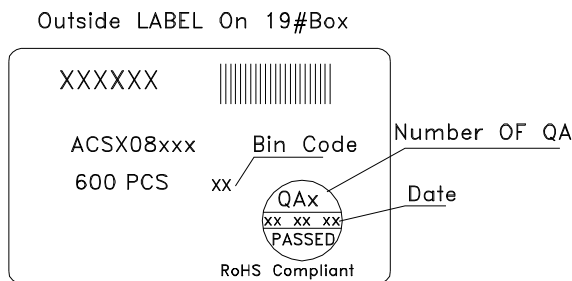 Outside LABEL On 19#Box
XXXXXX
ACSX08xxx
Bin Code
Number OF QA
600 PCS
xx
QAx
Date
xx xx xx
PASSED
RoHS Compliant